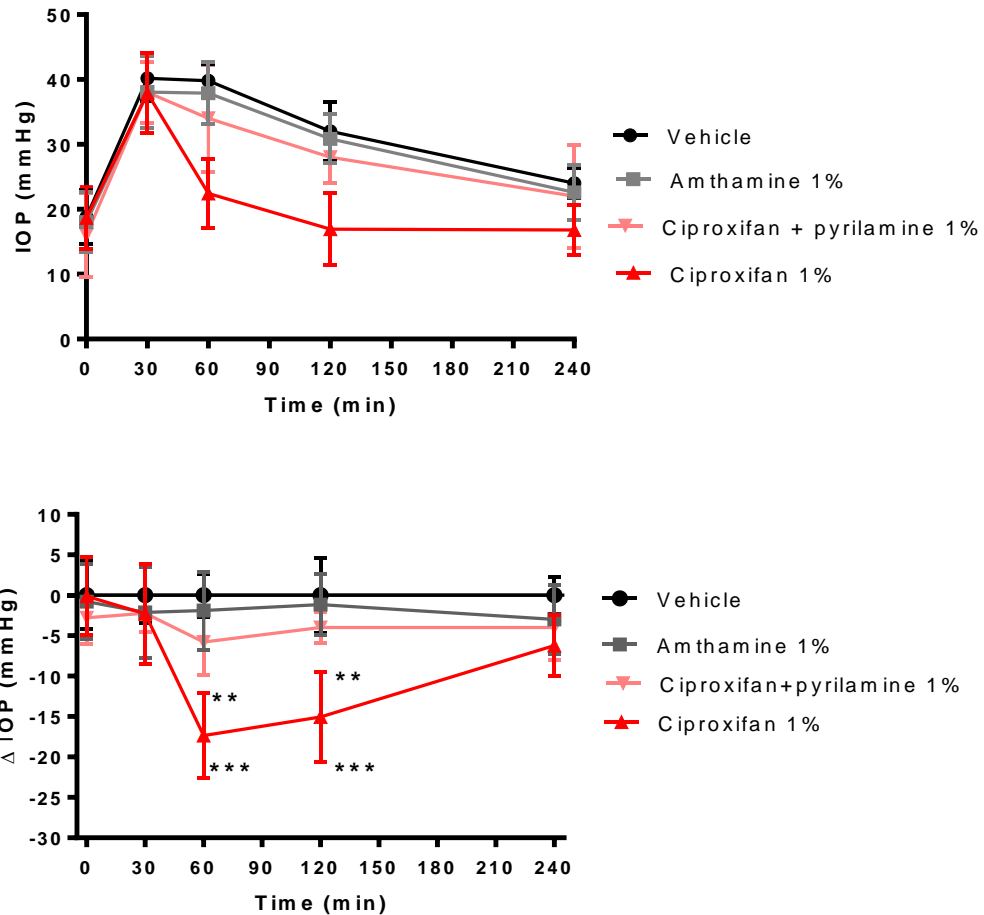 50
40
30
20
10
0
IOP (mmHg)
0 30 60 90 120 150 180 210 240
Time (min)
Vehicle
Amthamine 1%
Ciproxifan + pyrilamine 1%
Ciproxifan 1%
10
5
0
-5
-10
-15
-20
-25
-30
Δ IOP (mmHg)
**
**
***
***
0 30 60 90 120 150 180 210 240
Time (min)
Vehicle
Amthamine 1%
Ciproxifan+pyrilamine 1%
Ciproxifan 1%